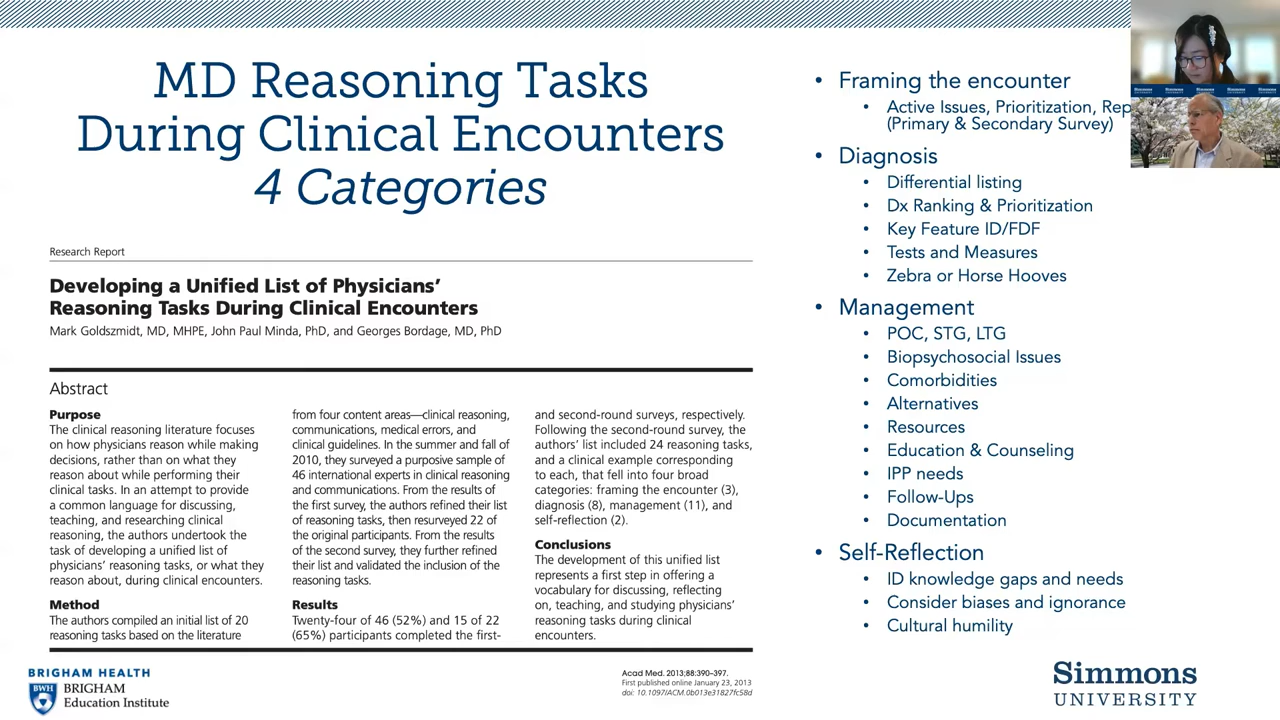 MD Reasoning Tasks
During Clinical Encounters
4 Categories
Research Report
Developing a Unified List of Physicians’
Reasoning Tasks During Clinical Encounters
Mark Goldszmidt, MD, MHPE, John Paul Minda, PhD, and Georges Bordage, MD, PhD
Abstract
Purpose
The clinical reasoning literature focuses
on how physicians reason while making
decisions, rather than on what they
reason about while performing their
clinical tasks. In an attempt to provide
a common language for discussing,
teaching, and researching clinical
reasoning, the authors undertook the
task of developing a unified list of
physicians’ reasoning tasks, or what they
reason about, during clinical encounters.
Method
The authors compiled an initial list of 20
reasoning tasks based on the literature
from four content areas—clinical reasoning,
communications, medical errors, and
clinical guidelines. In the summer and fall of
2010, they surveyed a purposive sample of
46 international experts in clinical reasoning
and communications. From the results of
the first survey, the authors refined their list
of reasoning tasks, then resurveyed 22 of
the original participants. From the results
of the second survey, they further refined
their list and validated the inclusion of the
reasoning tasks.
Results
Twenty-four of 46 (52%) and 15 of 22
(65%) participants completed the first-
and second-round surveys, respectively.
Following the second-round survey, the
authors’ list included 24 reasoning tasks,
and a clinical example corresponding
to each, that fell into four broad
categories: framing the encounter (3),
diagnosis (8), management (11), and
self-reflection (2).
Conclusions
The development of this unified list
represents a first step in offering a
vocabulary for discussing, reflecting
on, teaching, and studying physicians’
reasoning tasks during clinical
encounters.
Acad Med. 2013;88:390–397.
First published online January 23, 2013
doi: 10.1097/ACM.0b013e31827fc58d
BRIGHAM HEALTH
BWH
BRIGHAM
Education Institute
• Framing the encounter
• Active Issues, Prioritization, Rep
(Primary & Secondary Survey)
• Diagnosis
• Differential listing
• Dx Ranking & Prioritization
• Key Feature ID/FDF
• Tests and Measures
• Zebra or Horse Hooves
• Management
• POC, STG, LTG
• Biopsychosocial Issues
• Comorbidities
• Alternatives
• Resources
• Education & Counseling
• IPP needs
• Follow-Ups
• Documentation
• Self-Reflection
• ID knowledge gaps and needs
• Consider biases and ignorance
• Cultural humility
Simmons
UNIVERSITY